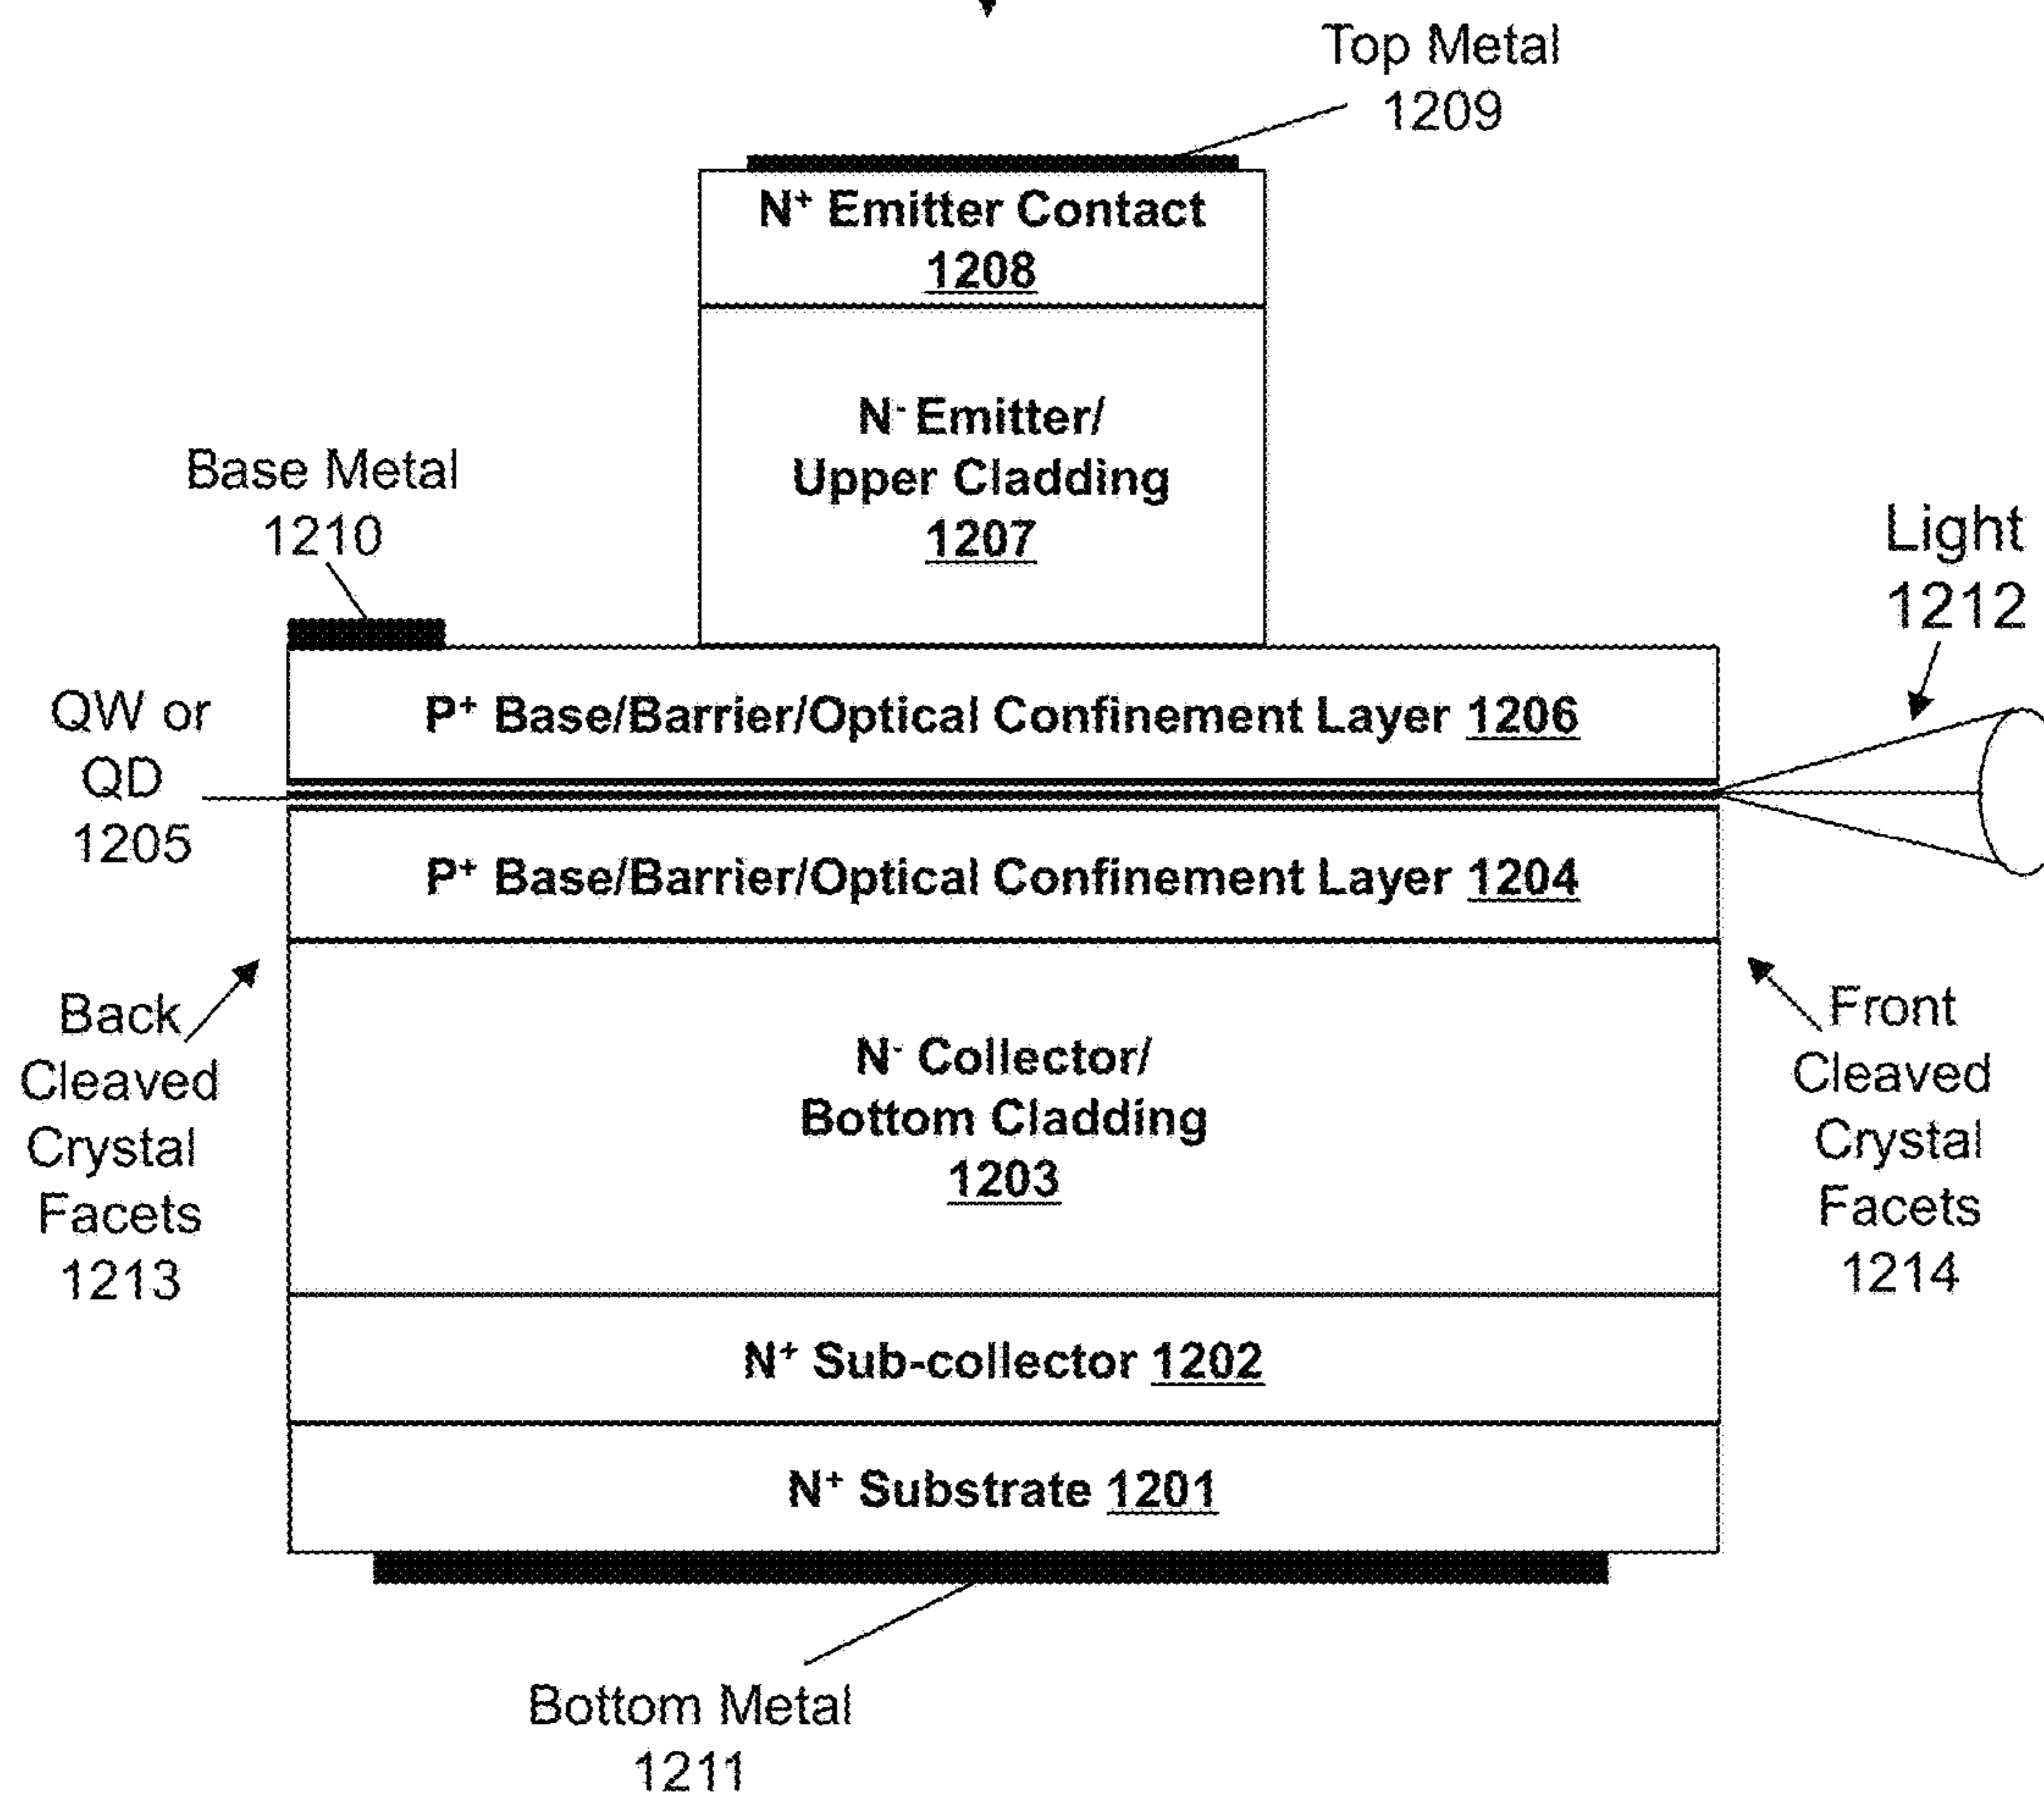 Top Metal
1209
N⁺ Emitter Contact
1208
N⁻ Emitter/
Upper Cladding
1207
Base Metal
1210
Light
1212
P⁺ Base/Barrier/Optical Confinement Layer 1206
QW or
QD
1205
P⁺ Base/Barrier/Optical Confinement Layer 1204
Back
Cleaved
Crystal
Facets
1213
N⁻ Collector/
Bottom Cladding
1203
Front
Cleaved
Crystal
Facets
1214
N⁺ Sub-collector 1202
N⁺ Substrate 1201
Bottom Metal
1211